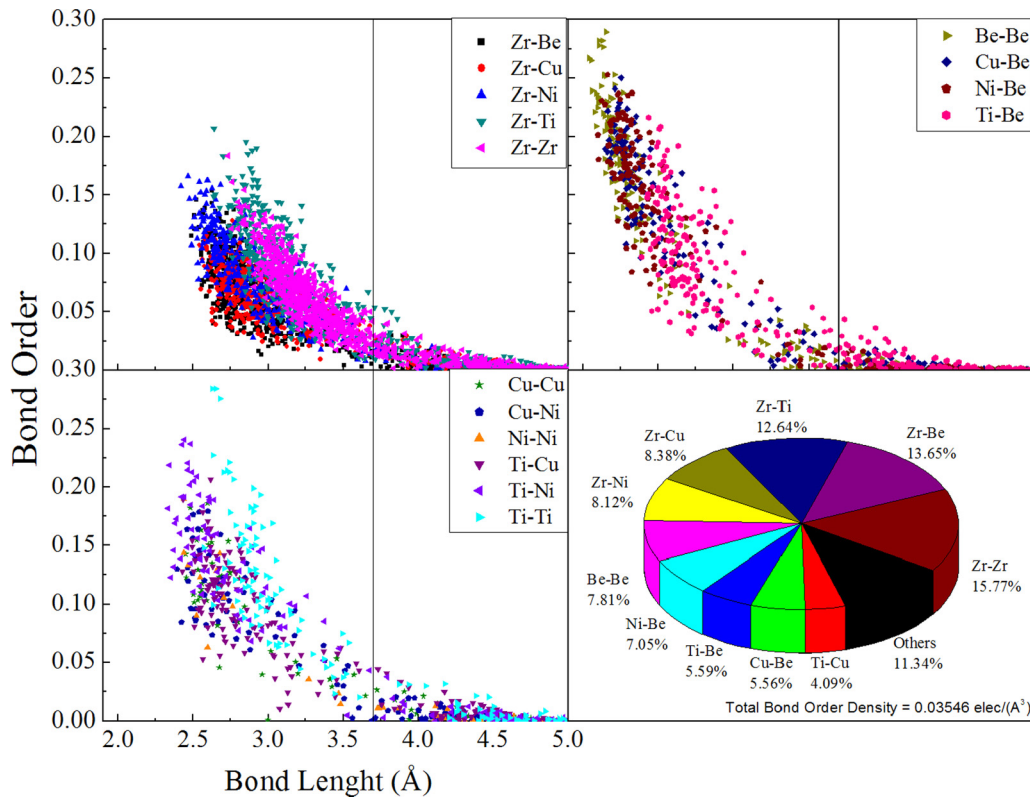 0.30
0.25
0.20
0.15
0.10
0.05
0.30
0.25
0.20
0.15
0.10
0.05
0.00
Bond Order
Zr-Be
Zr-Cu
Zr-Ni
Zr-Ti
Zr-Zr
Be-Be
Cu-Be
Ni-Be
Ti-Be
Cu-Cu
Cu-Ni
Ni-Ni
Ti-Cu
Ti-Ni
Ti-Ti
Zr-Ti
12.64%
Zr-Be
13.65%
Zr-Cu
8.38%
Zr-Ni
8.12%
Zr-Zr
15.77%
Be-Be
7.81%
Ni-Be
7.05%
Ti-Be
5.59%
Cu-Be
5.56%
Ti-Cu
4.09%
Others
11.34%
Total Bond Order Density = 0.03546 elec/(A³)
2.0 2.5 3.0 3.5 4.0 4.5 5.0
Bond Lenght (Å)